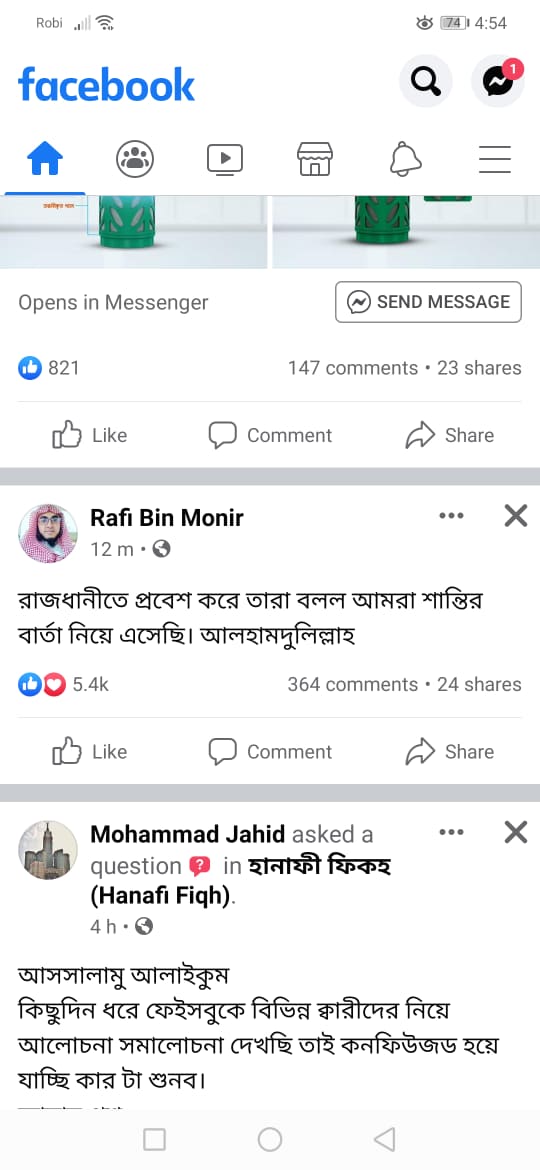 Robi 74 4:54
facebook
1
Opens in Messenger SEND MESSAGE
821 147 comments • 23 shares
Like Comment Share
Rafi Bin Monir
12 m •
রাজধানীতে প্রবেশ করে তারা বলল আমরা শান্তির
বার্তা নিয়ে এসেছি। আলহামদুলিল্লাহ
5.4k 364 comments • 24 shares
Like Comment Share
Mohammad Jahid asked a
question in হানাফী ফিকহ
(Hanafi Fiqh).
4 h •
আসসালামু আলাইকুম
কিছুদিন ধরে ফেইসবুকে বিভিন্ন ক্বারীদের নিয়ে
আলোচনা সমালোচনা দেখছি তাই কনফিউজড হয়ে
যাচ্ছি কার টা শুনব।